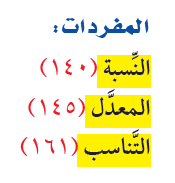 المفردات:
النِّسبة (١٤٠)
المعدَّل (١٤٥)
التَّناسب (١٦١)